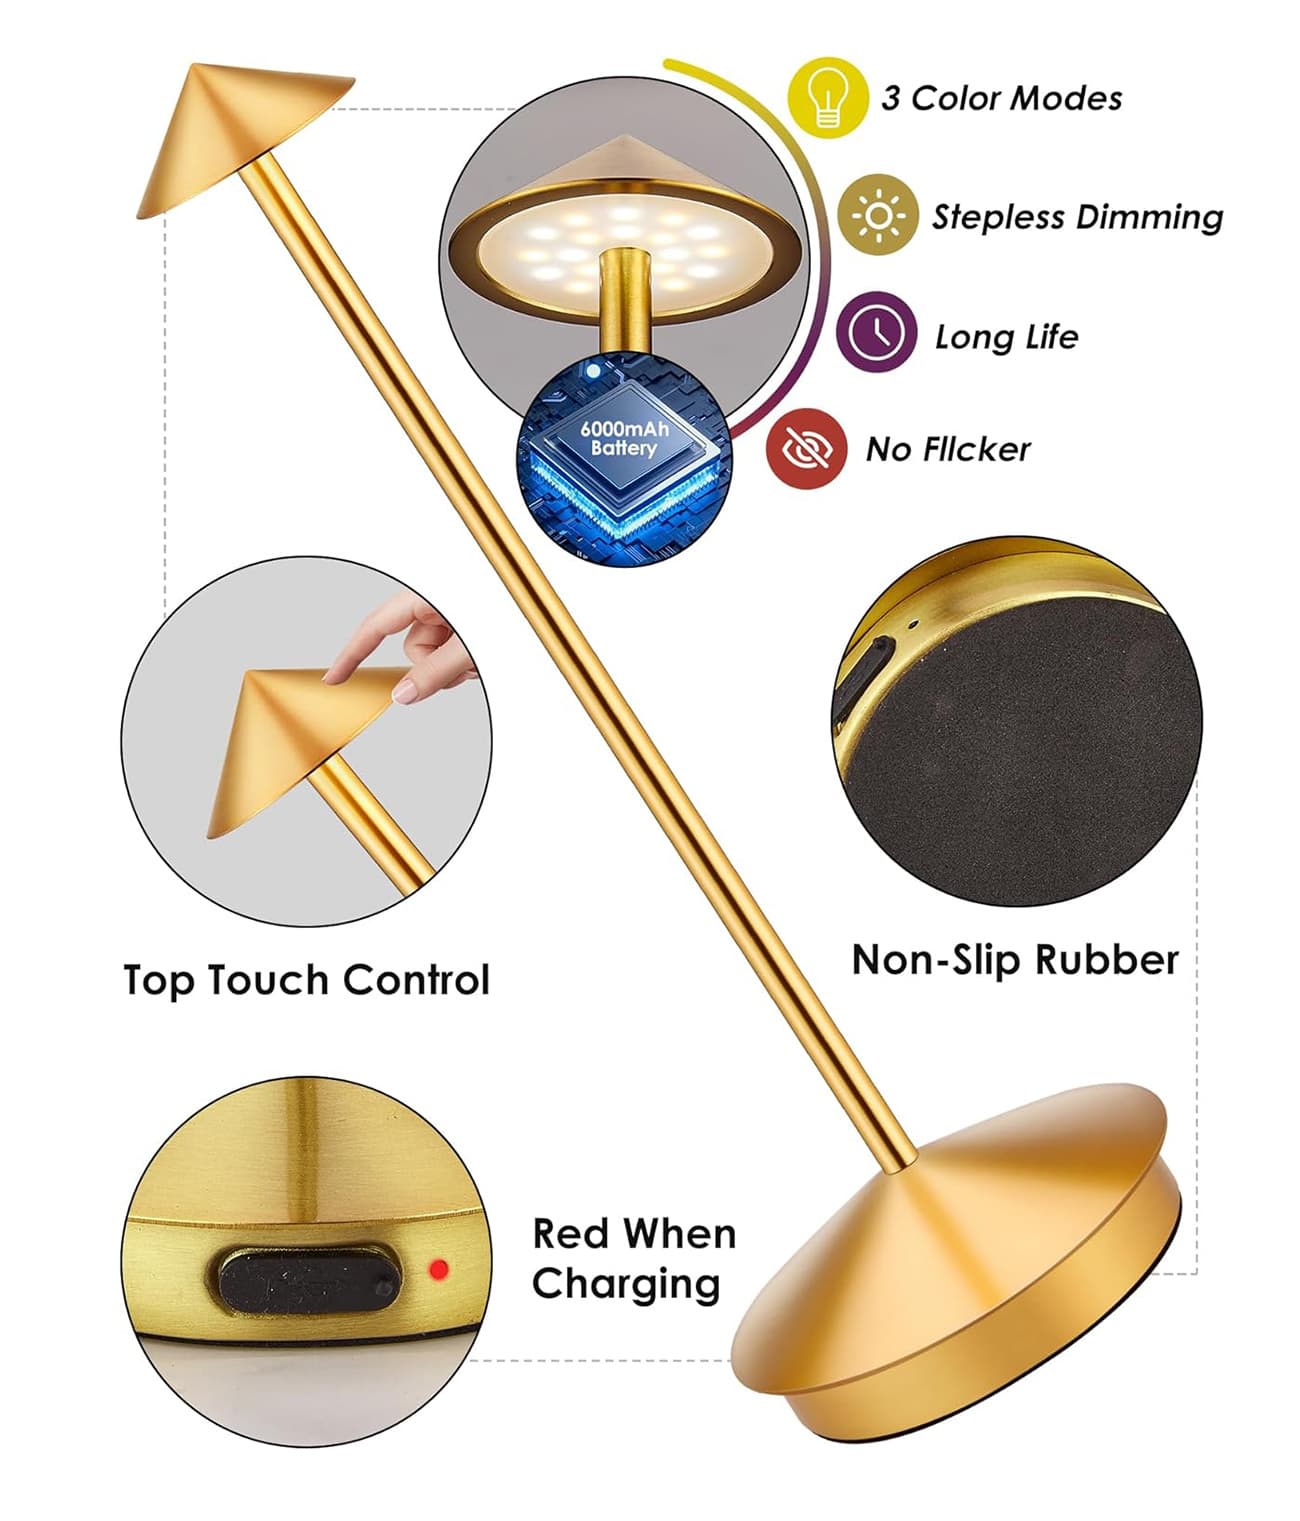 3 Color Modes
Stepless Dimming
Long Life
6000mAh
Battery
No Fllcker
Top Touch Control
Non-Slip Rubber
Red When
Charging